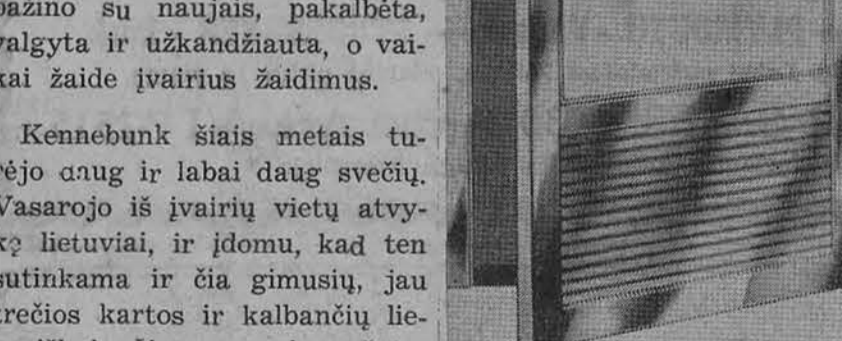 pažino su naujais, pakalbėta,
valgyta ir užkandžiauta, o vai-
kai žaide įvairius žaidimus.
Kennebunk šiais metais tu-
rėjo daug ir labai daug svečių.
Vasarojo iš įvairių vietų atvy-
kę lietuviai, ir įdomu, kad ten
sutinkama ir čia gimusių, jau
trečios kartos ir kalbančių lie-